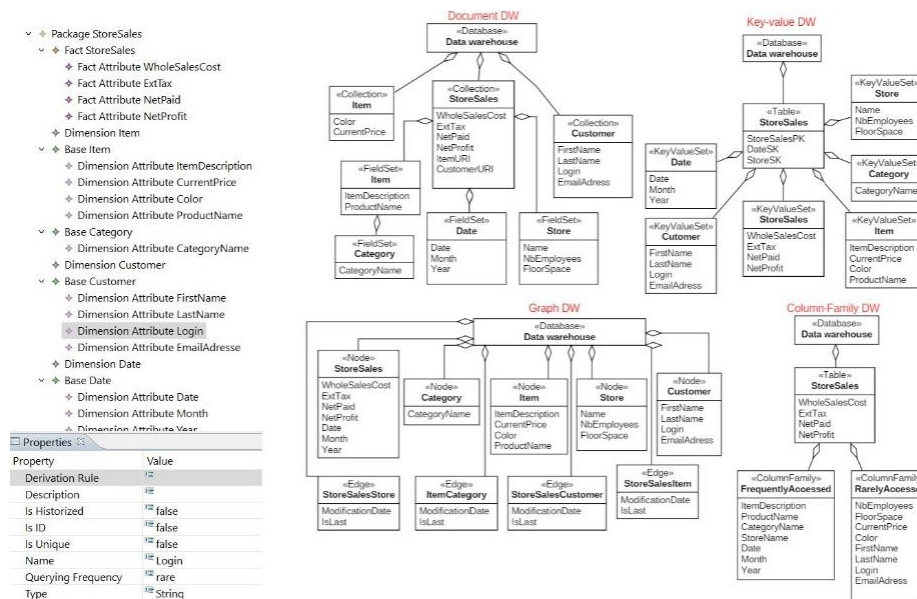 Package StoreSales
Fact StoreSales
Fact Attribute WholeSalesCost
Fact Attribute ExtTax
Fact Attribute NetPaid
Fact Attribute NetProfit
Dimension Item
Base Item
Dimension Attribute ItemDescription
Dimension Attribute CurrentPrice
Dimension Attribute Color
Dimension Attribute ProductName
Base Category
Dimension Attribute CategoryName
Dimension Customer
Base Customer
Dimension Attribute FirstName
Dimension Attribute LastName
Dimension Attribute Login
Dimension Attribute EmailAdresse
Dimension Date
Base Date
Dimension Attribute Date
Dimension Attribute Month
Dimension Attribute Year
Properties
Property Value
Derivation Rule
Description
Is Historized false
Is ID false
Is Unique false
Name Login
Querying Frequency rare
Type String
Document DW
«Database»
Data warehouse
«Collection»
Item
Color
CurrentPrice
«Collection»
StoreSales
WholeSalesCost
ExtTax
NetPaid
NetProfit
ItemURI
CustomerURI
«Collection»
Customer
FirstName
LastName
Login
EmailAdress
«FieldSet»
Item
ItemDescription
ProductName
«FieldSet»
Category
CategoryName
«FieldSet»
Date
Date
Month
Year
«FieldSet»
Store
Name
NbEmployees
FloorSpace
Key-value DW
«Database»
Data warehouse
«Table»
StoreSales
StoreSalesPK
DateSK
StoreSK
«KeyValueSet»
Store
Name
NbEmployees
FloorSpace
«KeyValueSet»
Date
Date
Month
Year
«KeyValueSet»
Category
CategoryName
«KeyValueSet»
Cutomer
FirstName
LastName
Login
EmailAdress
«KeyValueSet»
StoreSales
WholeSalesCost
ExtTax
NetPaid
NetProfit
«KeyValueSet»
Item
ItemDescription
CurrentPrice
Color
ProductName
Graph DW
«Database»
Data warehouse
«Node»
StoreSales
WholeSalesCost
ExtTax
NetPaid
NetProfit
Date
Month
Year
«Node»
Category
CategoryName
«Node»
Item
ItemDescription
CurrentPrice
Color
ProductName
«Node»
Store
Name
NbEmployees
FloorSpace
«Node»
Customer
FirstName
LastName
Login
EmailAdress
«Edge»
StoreSalesStore
ModificationDate
IsLast
«Edge»
ItemCategory
ModificationDate
IsLast
«Edge»
StoreSalesCustomer
ModificationDate
IsLast
«Edge»
StoreSalesItem
ModificationDate
IsLast
Column-Family DW
«Database»
Data warehouse
«Table»
StoreSales
WholeSalesCost
ExtTax
NetPaid
NetProfit
«ColumnFamily»
FrequentlyAccessed
ItemDescription
ProductName
CategoryName
StoreName
Date
Month
Year
«ColumnFamily
RarelyAccesse
NbEmployees
FloorSpace
CurrentPrice
Color
FirstName
LastName
Login
EmailAdress